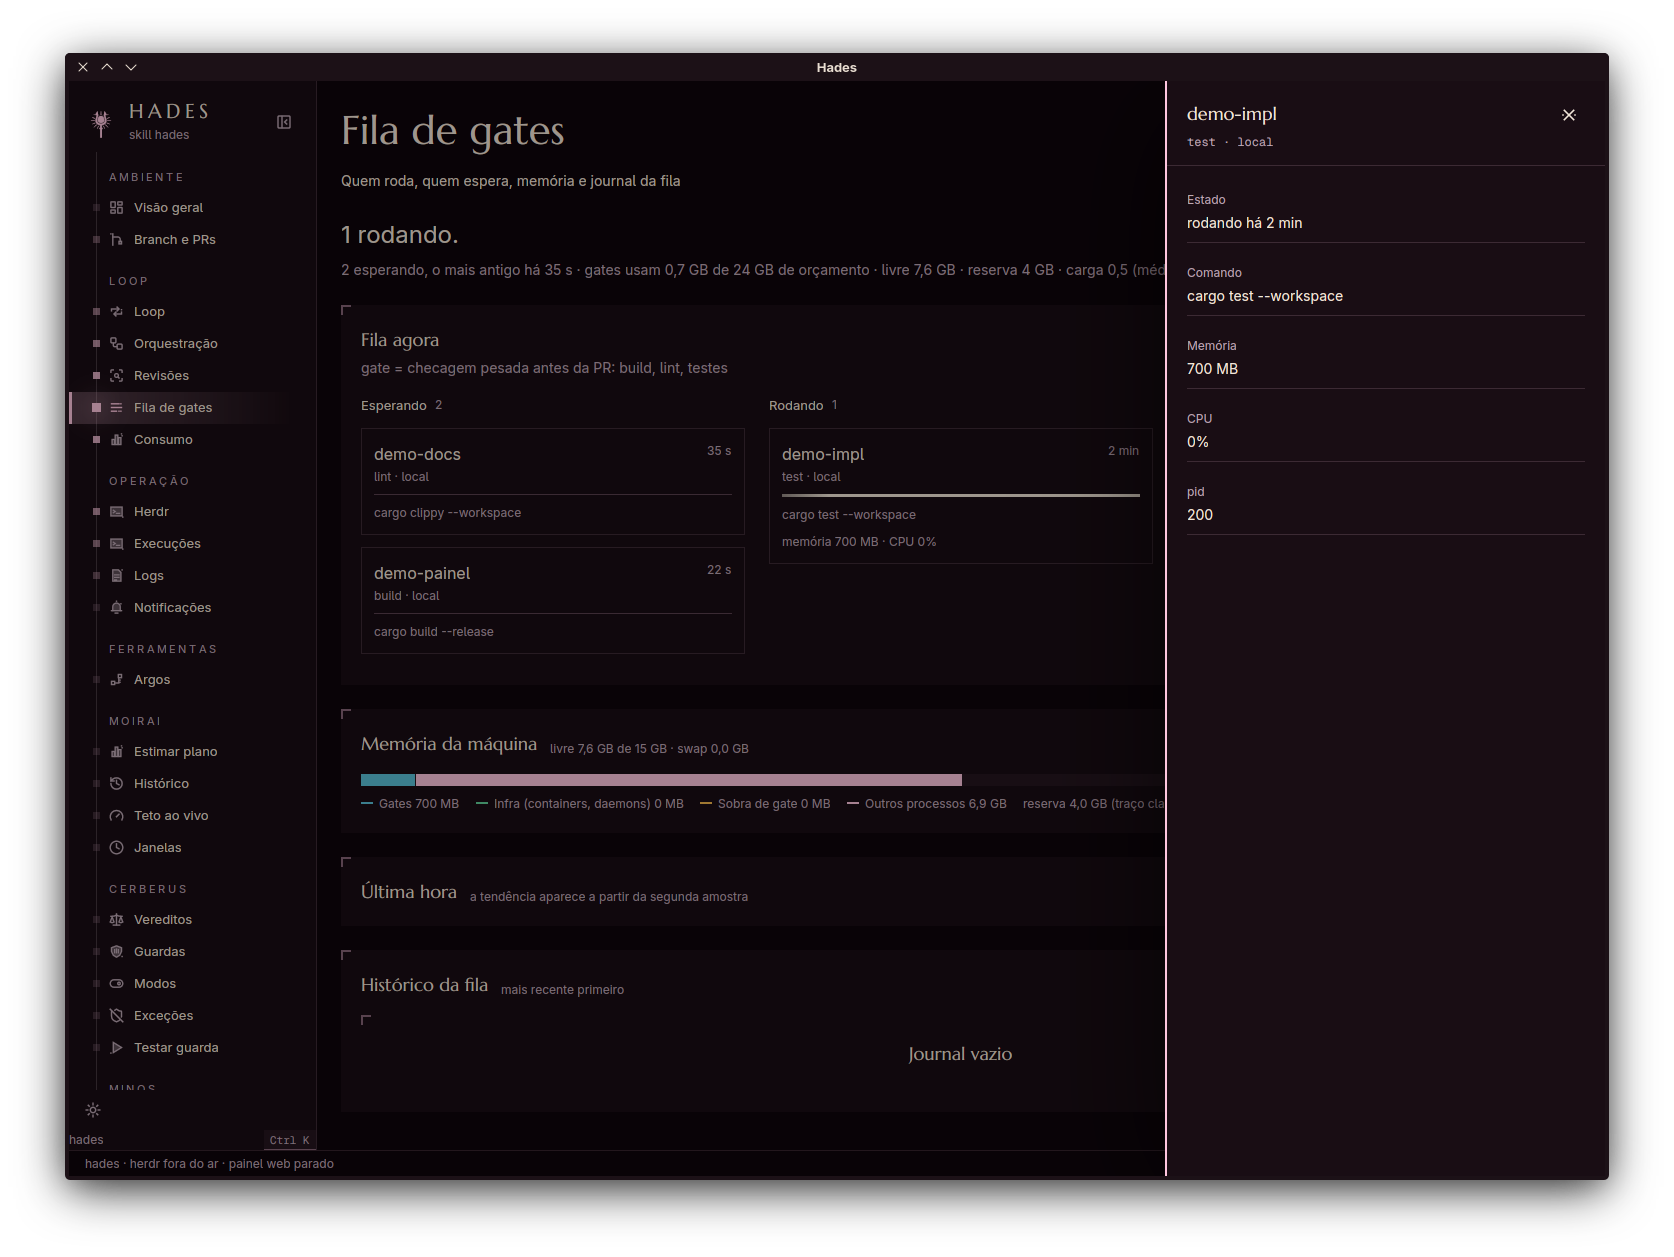 Hades
HADES
skill hades
AMBIENTE
Visão geral
Branch e PRs
LOOP
Loop
Orquestração
Revisões
Fila de gates
Consumo
OPERAÇÃO
Herdr
Execuções
Logs
Notificações
FERRAMENTAS
Argos
MOIRAI
Estimar plano
Histórico
Teto ao vivo
Janelas
CERBERUS
Vereditos
Guardas
Modos
Exceções
Testar guarda
MINOS
hades
Ctrl K
hades · herdr fora do ar · painel web parado
Fila de gates
Quem roda, quem espera, memória e journal da fila
1 rodando.
2 esperando, o mais antigo há 35 s · gates usam 0,7 GB de 24 GB de orçamento · livre 7,6 GB · reserva 4 GB · carga 0,5 (méd
Fila agora
gate = checagem pesada antes da PR: build, lint, testes
Esperando 2
demo-docs 35 s
lint · local
cargo clippy --workspace
demo-painel 22 s
build · local
cargo build --release
Rodando 1
demo-impl 2 min
test · local
cargo test --workspace
memória 700 MB · CPU 0%
Memória da máquina livre 7,6 GB de 15 GB · swap 0,0 GB
Gates 700 MB Infra (containers, daemons) 0 MB Sobra de gate 0 MB Outros processos 6,9 GB reserva 4,0 GB (traço cla
Última hora a tendência aparece a partir da segunda amostra
Histórico da fila mais recente primeiro
Journal vazio
demo-impl
test · local
Estado
rodando há 2 min
Comando
cargo test --workspace
Memória
700 MB
CPU
0%
pid
200